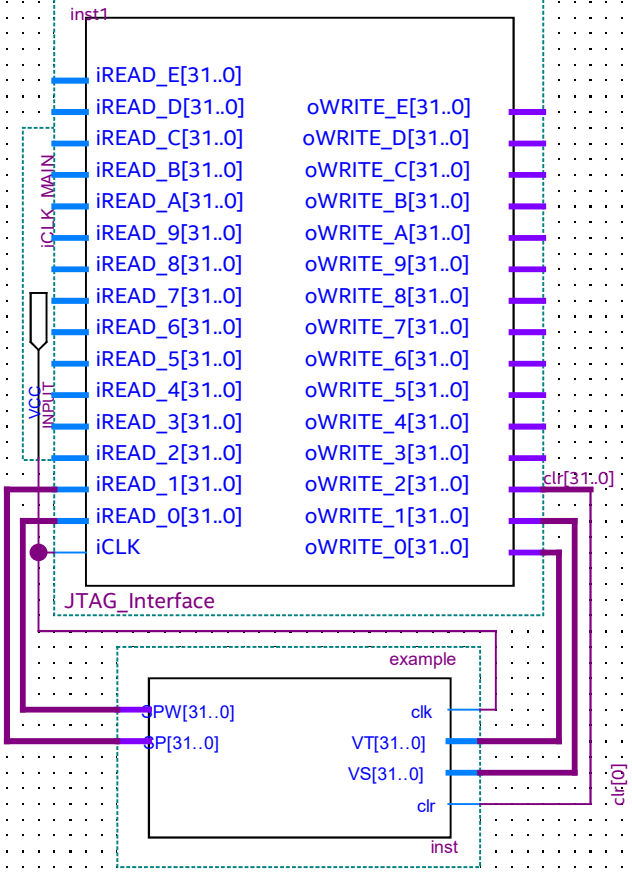 inst1
iREAD_E[31..0]
iREAD_D[31..0] oWRITE_E[31..0]
iREAD_C[31..0] oWRITE_D[31..0]
iREAD_B[31..0] oWRITE_C[31..0]
iREAD_A[31..0] oWRITE_B[31..0]
iREAD_9[31..0] oWRITE_A[31..0]
iREAD_8[31..0] oWRITE_9[31..0]
iREAD_7[31..0] oWRITE_8[31..0]
iREAD_6[31..0] oWRITE_7[31..0]
iREAD_5[31..0] oWRITE_6[31..0]
iREAD_4[31..0] oWRITE_5[31..0]
iREAD_3[31..0] oWRITE_4[31..0]
iREAD_2[31..0] oWRITE_3[31..0]
iREAD_1[31..0] oWRITE_2[31..0]
iREAD_0[31..0] oWRITE_1[31..0]
iCLK oWRITE_0[31..0]
iCLK_MAIN
VCC
INPUT
clr[31..0]
JTAG_Interface
example
SPW[31..0] clk
SP[31..0] VT[31..0]
VS[31..0]
clr
clr[0]
inst